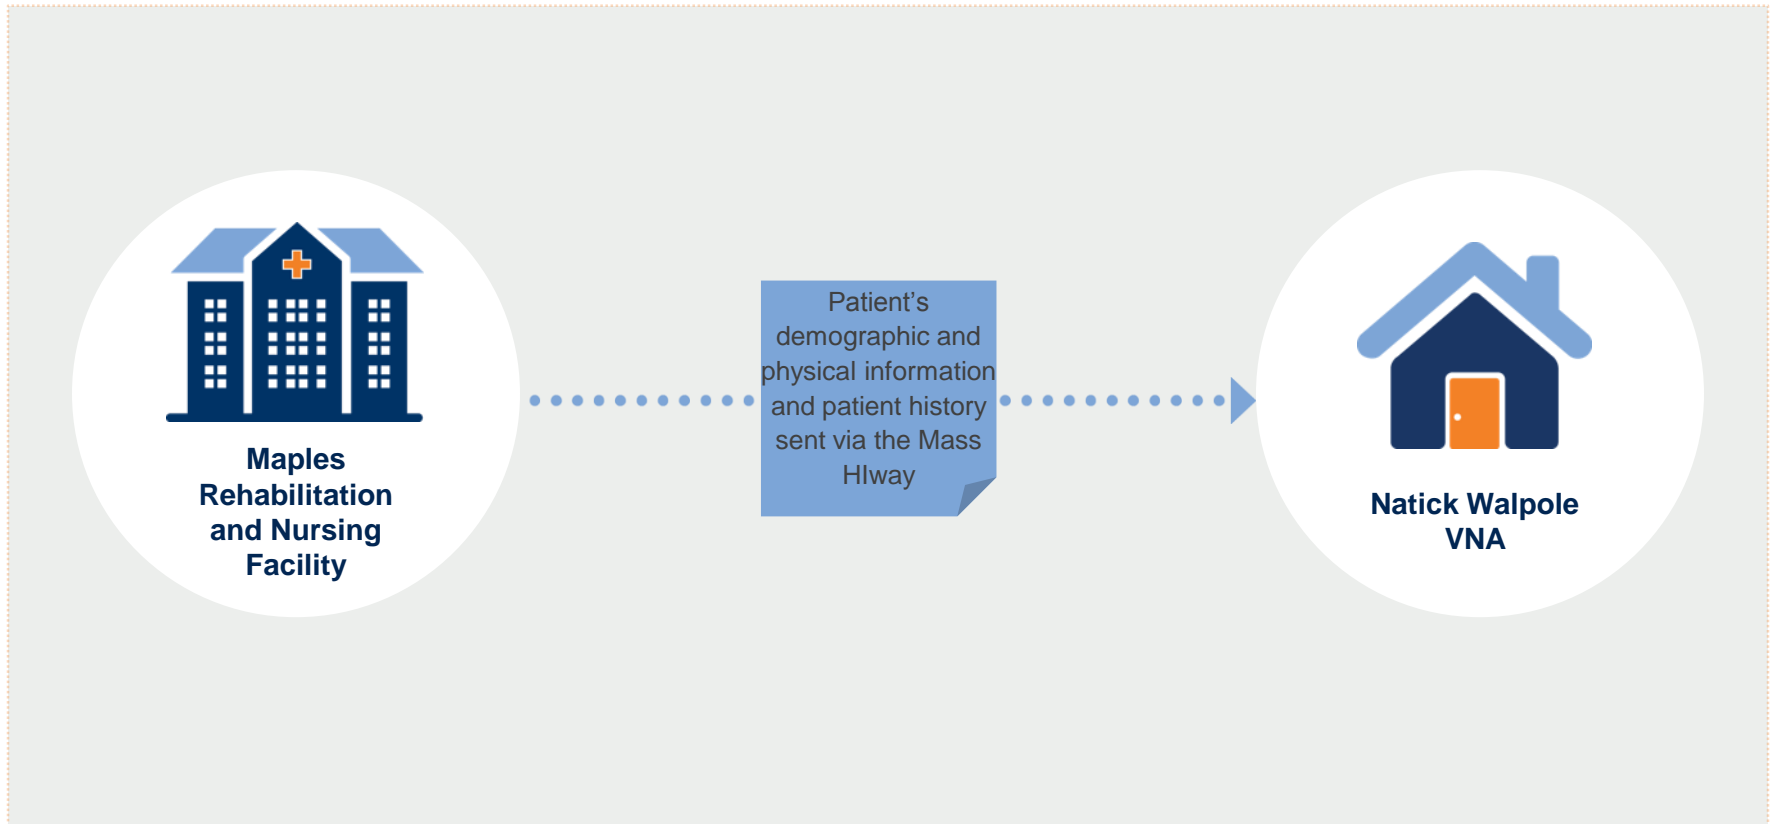 Maples
Rehabilitation
and Nursing
Facility
Patient’s
demographic and
physical information
and patient history
sent via the Mass
HIway
Natick Walpole
VNA